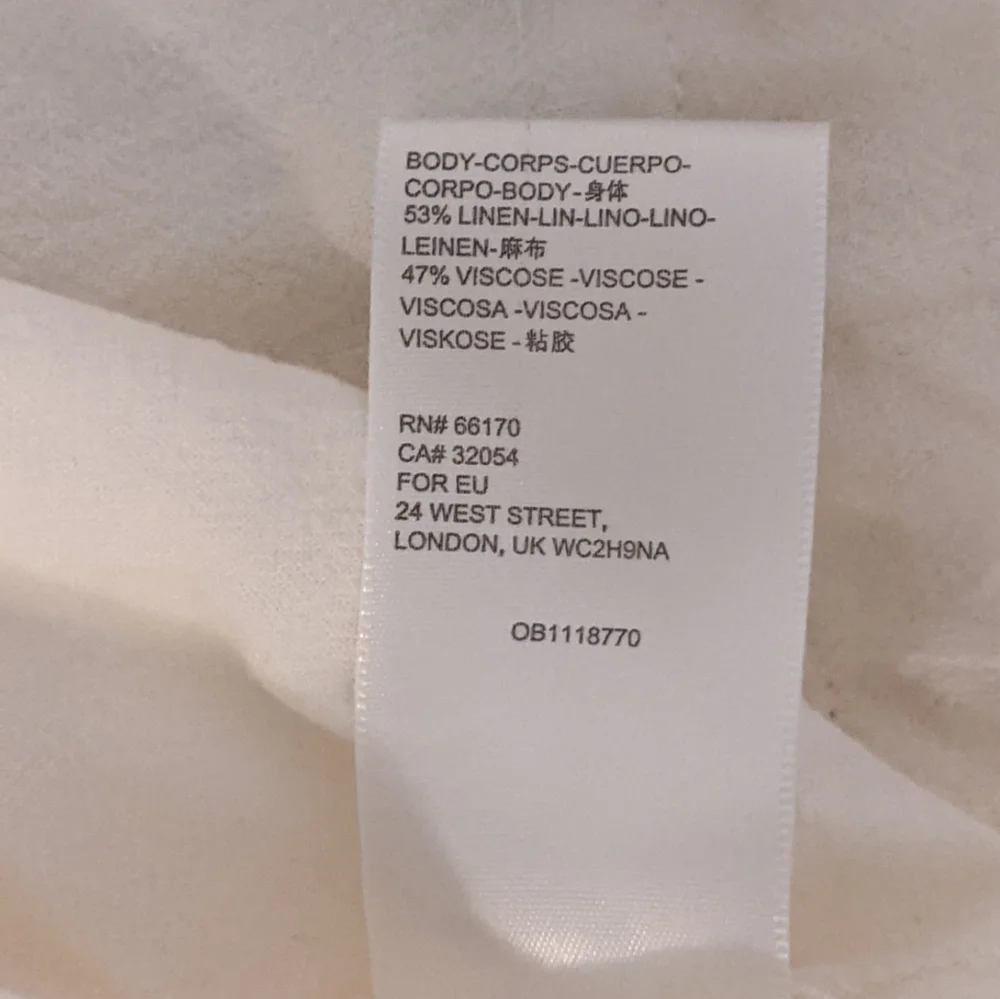 BODY-CORPS-CUERPO-
CORPO-BODY-身体
53% LINEN-LIN-LINO-LINO-
LEINEN-麻布
47% VISCOSE -VISCOSE -
VISCOSA -VISCOSA -
VISKOSE -粘胶
RN# 66170
CA# 32054
FOR EU
24 WEST STREET,
LONDON, UK WC2H9NA
OB1118770